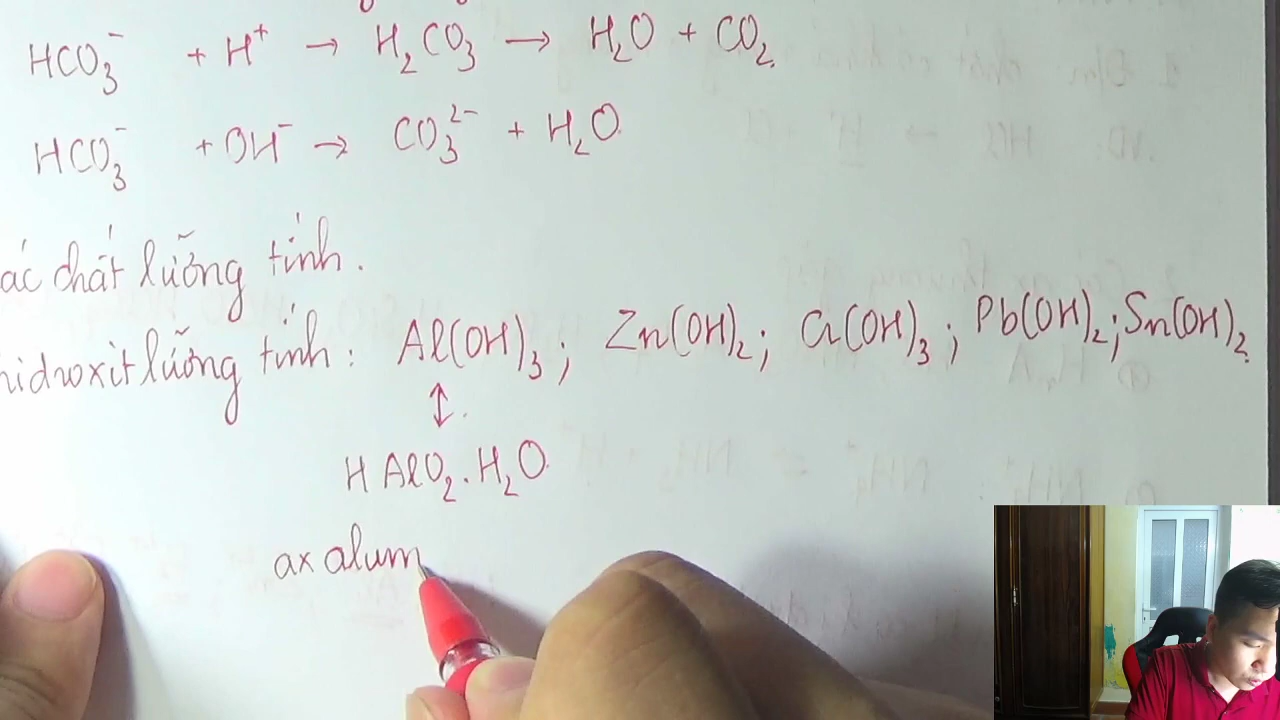 HCO₃⁻ + H⁺ → H₂CO₃ → H₂O + CO₂.
HCO₃⁻ + OH⁻ → CO₃²⁻ + H₂O.
ác chất lưỡng tính.
hidroxit lưỡng tính: Al(OH)₃; Zn(OH)₂; Cr(OH)₃; Pb(OH)₂; Sn(OH)₂.
↕.
HAlO₂.H₂O.
ax alum